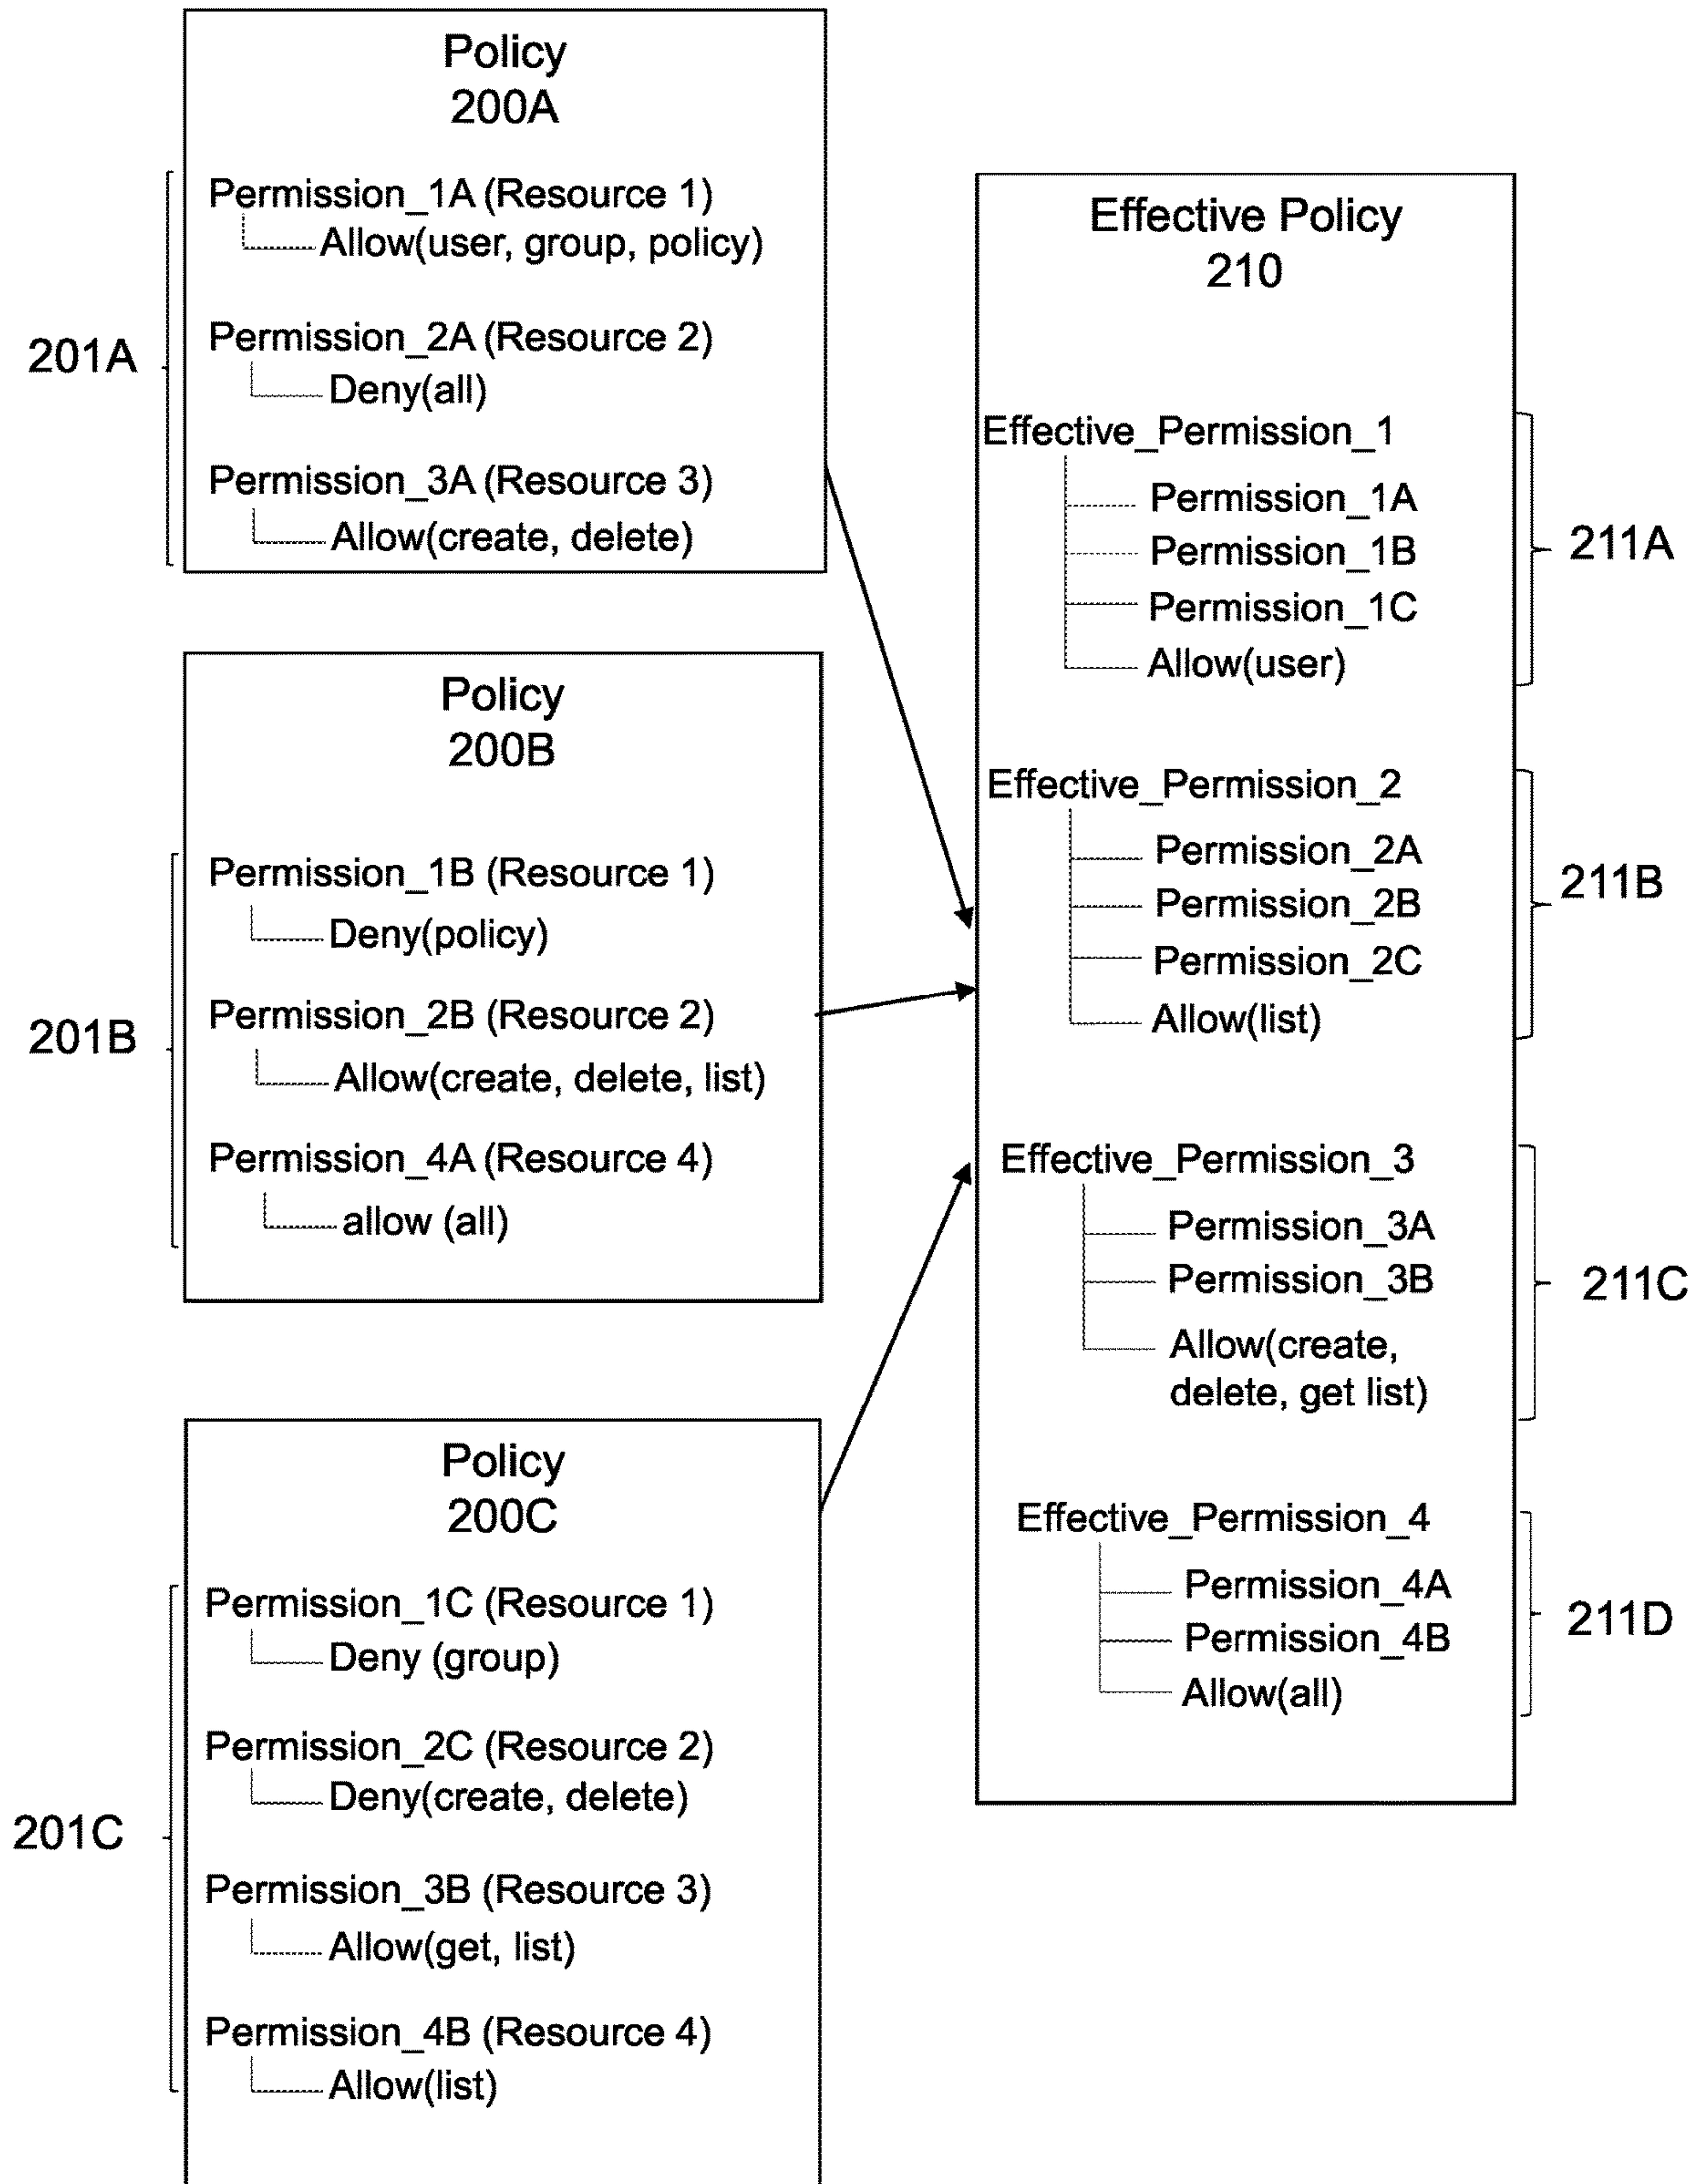 Policy
200A
Permission_1A (Resource 1)
Allow(user, group, policy)
Permission_2A (Resource 2)
Deny(all)
Permission_3A (Resource 3)
Allow(create, delete)
201A
Policy
200B
Permission_1B (Resource 1)
Deny(policy)
Permission_2B (Resource 2)
Allow(create, delete, list)
Permission_4A (Resource 4)
allow (all)
201B
Policy
200C
Permission_1C (Resource 1)
Deny (group)
Permission_2C (Resource 2)
Deny(create, delete)
Permission_3B (Resource 3)
Allow(get, list)
Permission_4B (Resource 4)
Allow(list)
201C
Effective Policy
210
Effective_Permission_1
Permission_1A
Permission_1B
Permission_1C
Allow(user)
211A
Effective_Permission_2
Permission_2A
Permission_2B
Permission_2C
Allow(list)
211B
Effective_Permission_3
Permission_3A
Permission_3B
Allow(create,
delete, get list)
211C
Effective_Permission_4
Permission_4A
Permission_4B
Allow(all)
211D